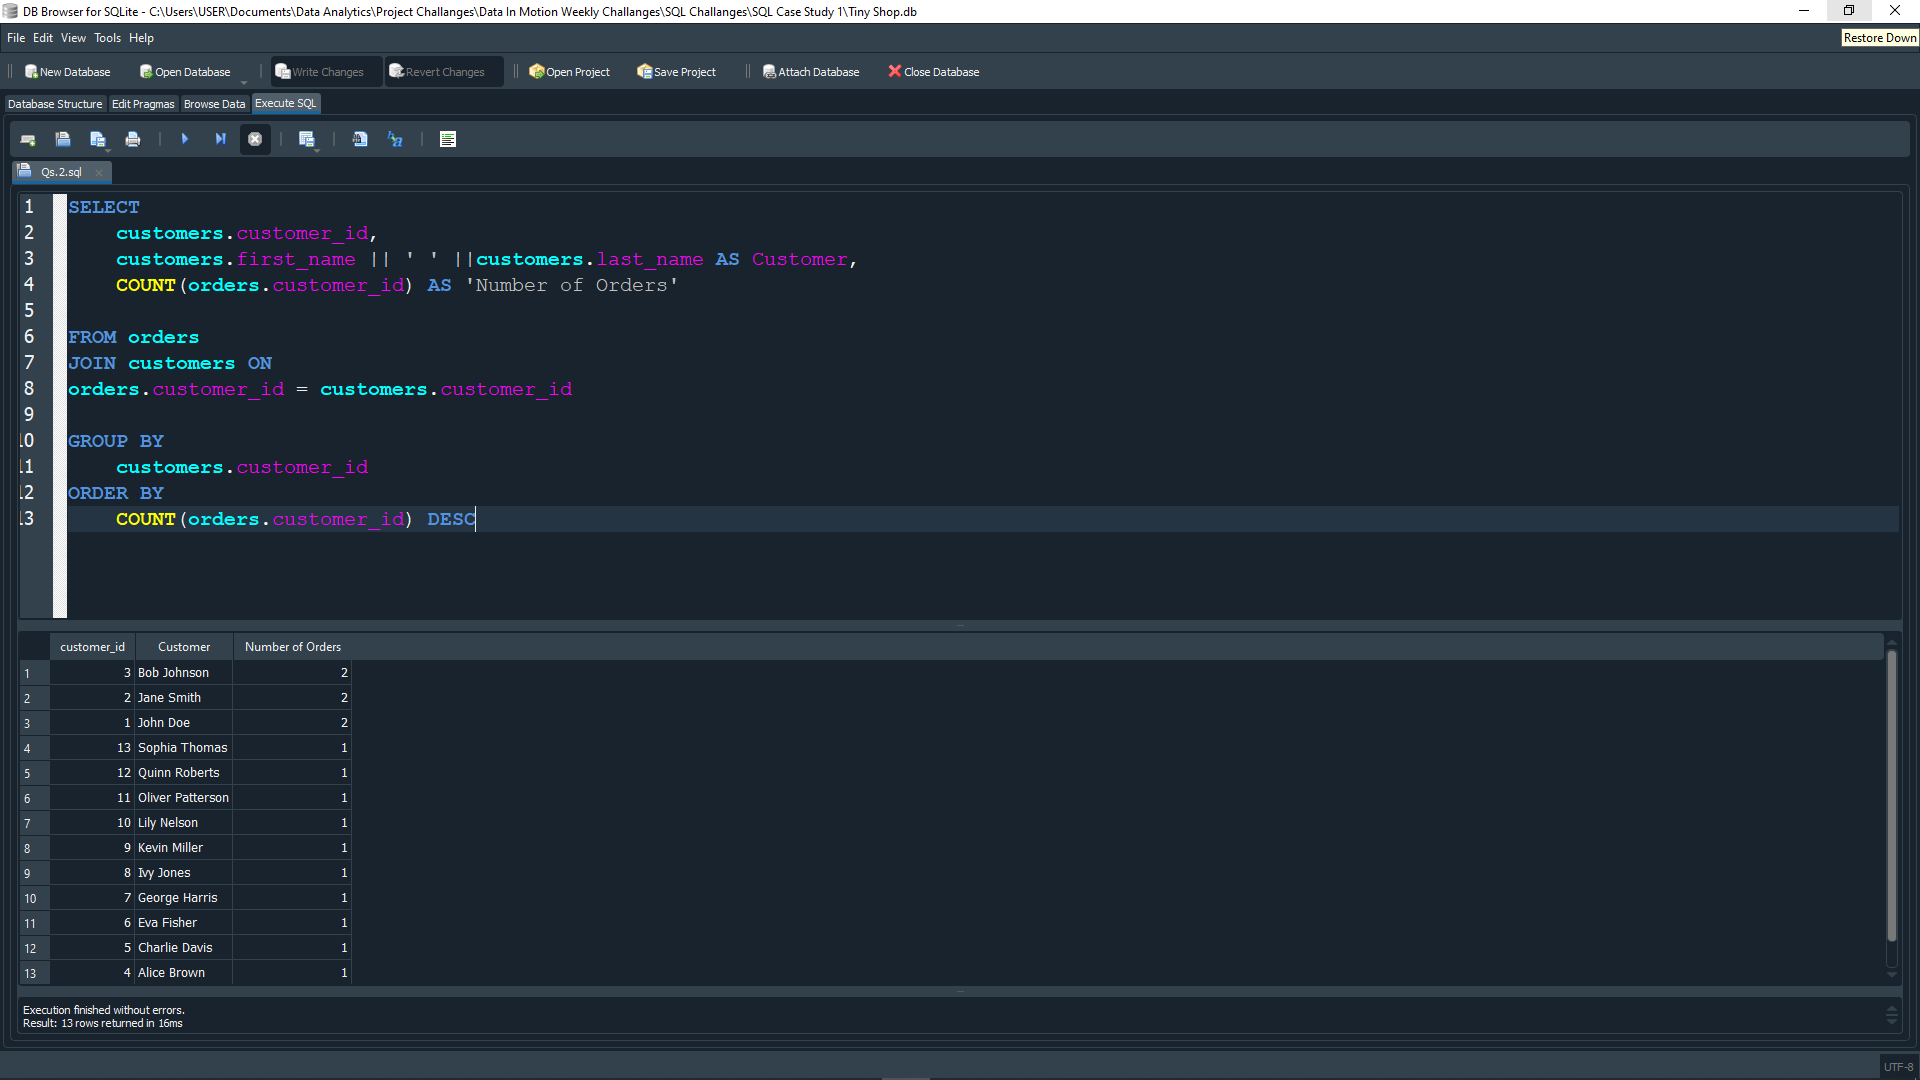 DB Browser for SQLite - C:\Users\USER\Documents\Data Analytics\Project Challanges\Data In Motion Weekly Challanges\SQL Challanges\SQL Case Study 1\Tiny Shop.db
File Edit View Tools Help
Restore Down
New Database Open Database Write Changes Revert Changes Open Project Save Project Attach Database Close Database
Database Structure Edit Pragmas Browse Data Execute SQL
Qs.2.sql
1 SELECT
2 customers.customer_id,
3 customers.first_name || ' ' ||customers.last_name AS Customer,
4 COUNT(orders.customer_id) AS 'Number of Orders'
5
6 FROM orders
7 JOIN customers ON
8 orders.customer_id = customers.customer_id
9
10 GROUP BY
11 customers.customer_id
12 ORDER BY
13 COUNT(orders.customer_id) DESC
customer_id Customer Number of Orders
1 3 Bob Johnson 2
2 2 Jane Smith 2
3 1 John Doe 2
4 13 Sophia Thomas 1
5 12 Quinn Roberts 1
6 11 Oliver Patterson 1
7 10 Lily Nelson 1
8 9 Kevin Miller 1
9 8 Ivy Jones 1
10 7 George Harris 1
11 6 Eva Fisher 1
12 5 Charlie Davis 1
13 4 Alice Brown 1
Execution finished without errors.
Result: 13 rows returned in 16ms
UTF-8